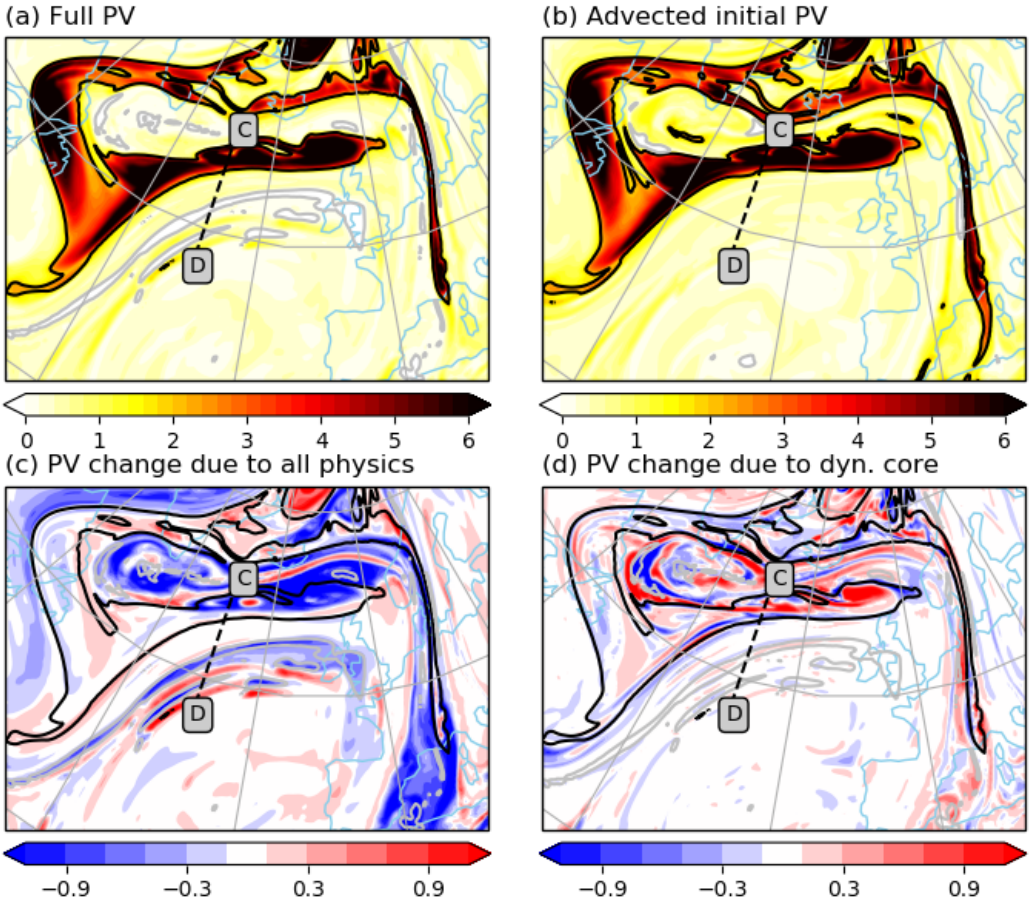 (a) Full PV
(b) Advected initial PV
C
D
C
D
0 1 2 3 4 5 6
0 1 2 3 4 5 6
(c) PV change due to all physics
(d) PV change due to dyn. core
C
D
C
D
−0.9 −0.3 0.3 0.9
−0.9 −0.3 0.3 0.9